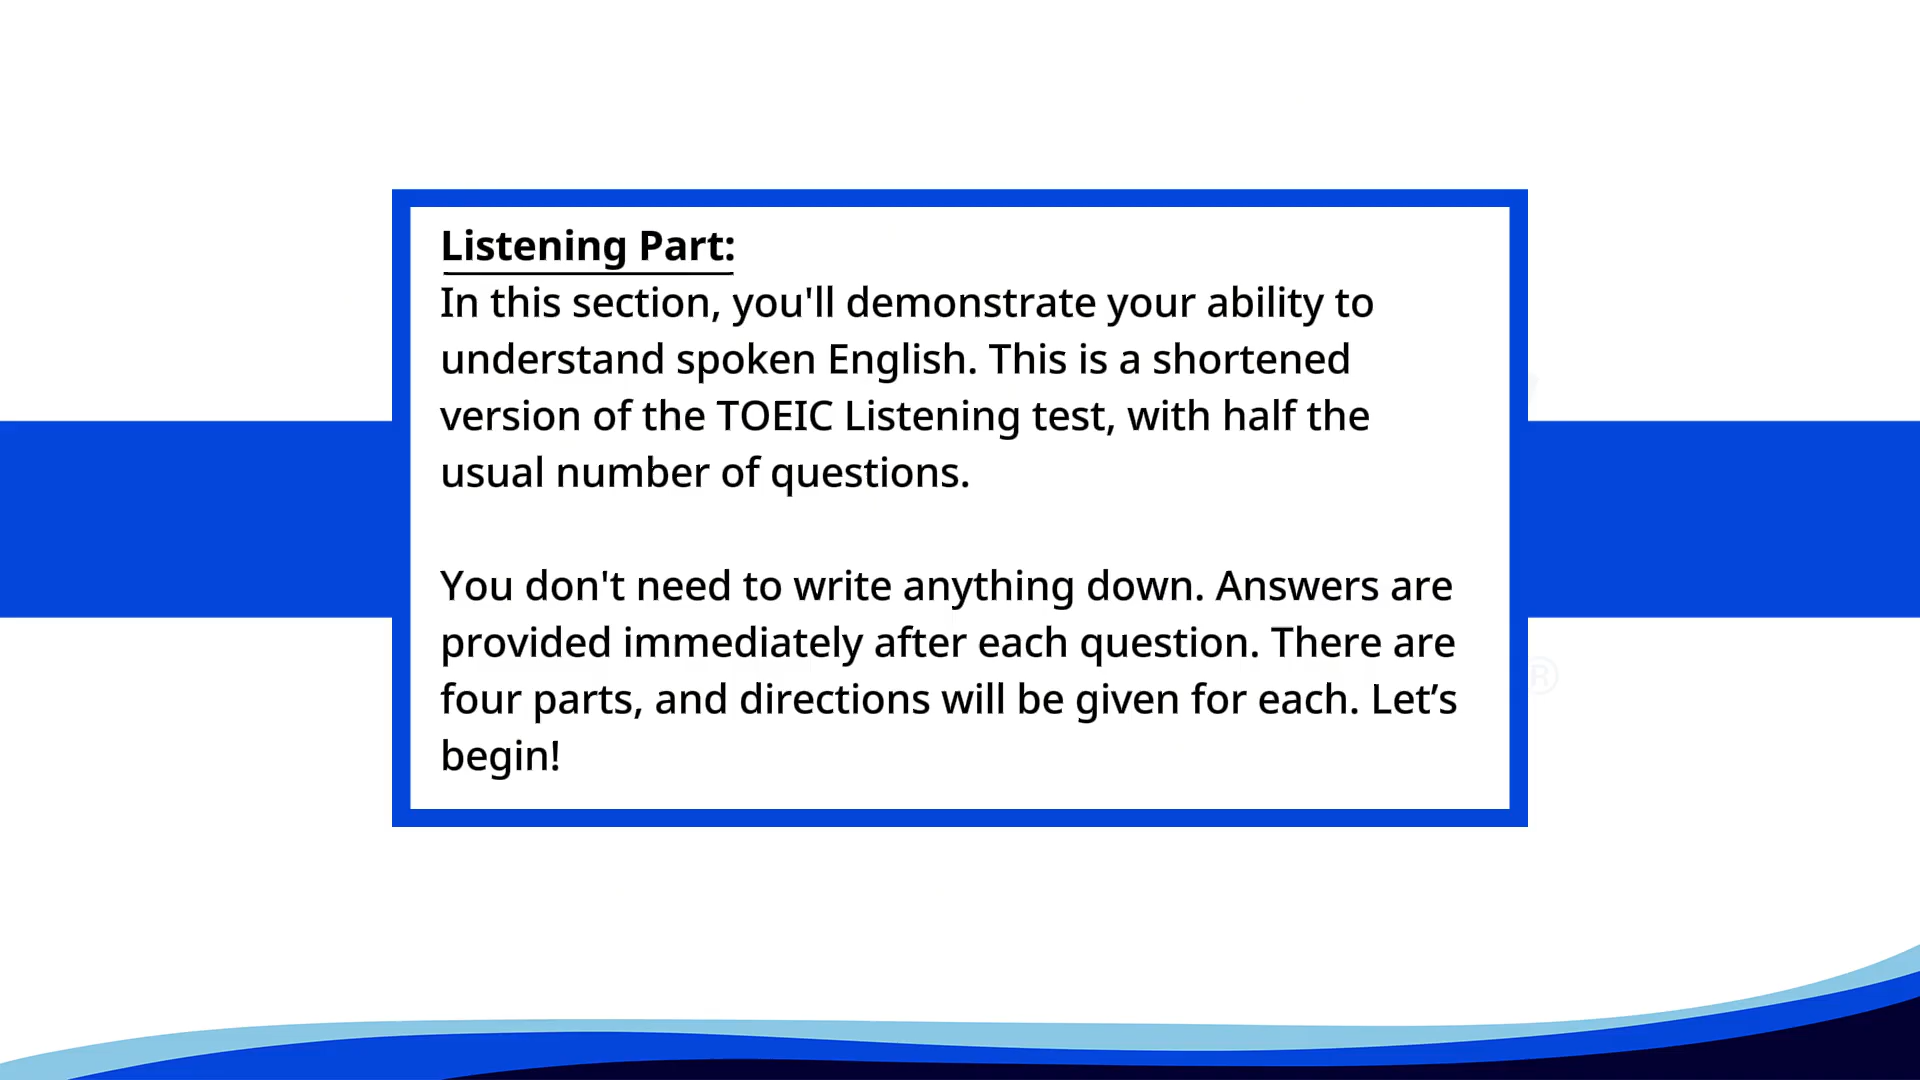 Listening Part:
In this section, you'll demonstrate your ability to
understand spoken English. This is a shortened
version of the TOEIC Listening test, with half the
usual number of questions.
You don't need to write anything down. Answers are
provided immediately after each question. There are
four parts, and directions will be given for each. Let’s
begin!
®